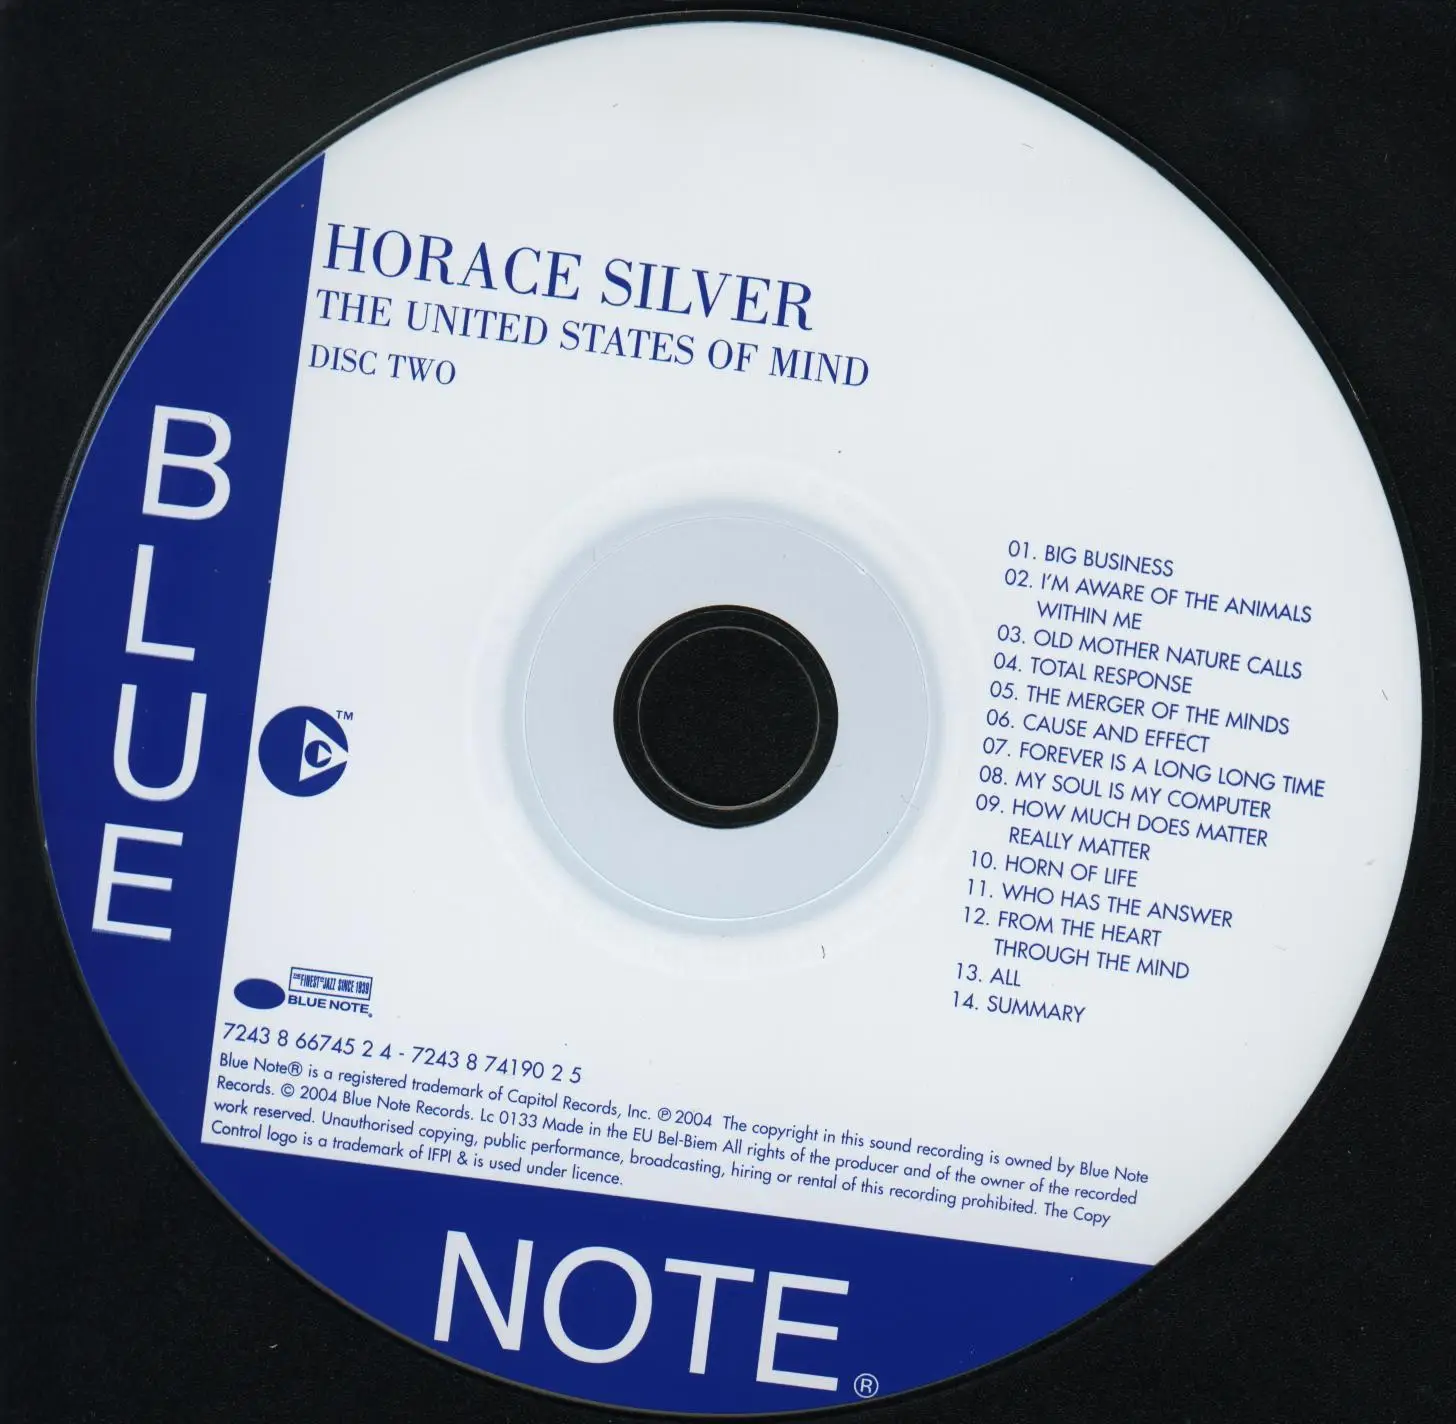 HORACE SILVER
THE UNITED STATES OF MIND
DISC TWO
BLUE
TM
01. BIG BUSINESS
02. I'M AWARE OF THE ANIMALS
WITHIN ME
03. OLD MOTHER NATURE CALLS
04. TOTAL RESPONSE
05. THE MERGER OF THE MINDS
06. CAUSE AND EFFECT
07. FOREVER IS A LONG LONG TIME
08. MY SOUL IS MY COMPUTER
09. HOW MUCH DOES MATTER
REALLY MATTER
10. HORN OF LIFE
11. WHO HAS THE ANSWER
12. FROM THE HEART
THROUGH THE MIND
13. ALL
14. SUMMARY
THE FINEST IN JAZZ SINCE 1939
BLUE NOTE®
7243 8 66745 2 4 - 7243 8 74190 2 5
Blue Note® is a registered trademark of Capitol Records, Inc. ℗ 2004 The copyright in this sound recording is owned by Blue Note
Records. © 2004 Blue Note Records. Lc 0133 Made in the EU Bel-Biem All rights of the producer and of the owner of the recorded
work reserved. Unauthorised copying, public performance, broadcasting, hiring or rental of this recording prohibited. The Copy
Control logo is a trademark of IFPI & is used under licence.
NOTE®